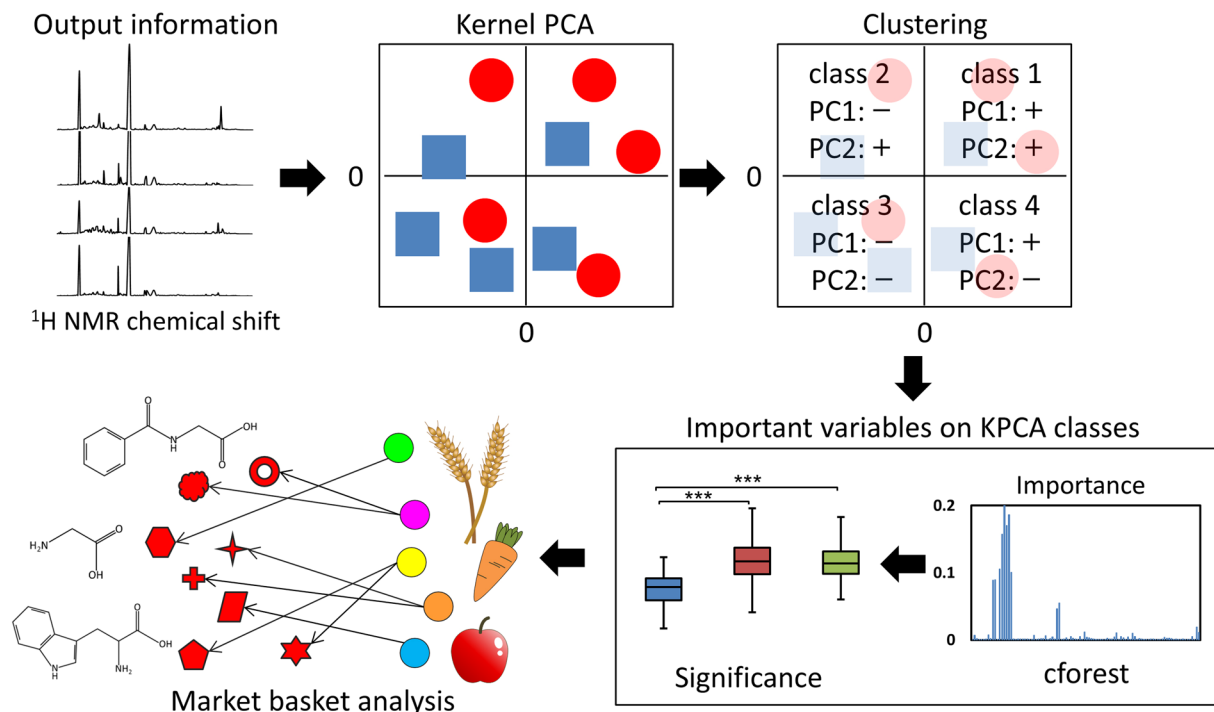 Output information
¹H NMR chemical shift
Kernel PCA
0
0
Clustering
class 2
PC1: −
PC2: +
class 1
PC1: +
PC2: +
0
class 3
PC1: −
PC2: −
class 4
PC1: +
PC2: −
0
Important variables on KPCA classes
***
***
Significance
Importance
0.2
0.1
0
cforest
O
N
H
O
OH
H₂N
O
OH
O
OH
NH₂
N
H
Market basket analysis